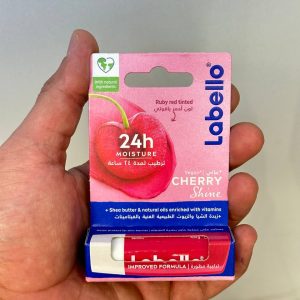 With natural
ingredients
Ruby red tinted
لون أحمر ياقوتي
Labello
24h
MOISTURE
ترطيب لمدة ٢٤ ساعة
CHERRY
Shine
+ Shea butter & natural oils enriched with vitamins
+زبدة الشيا والزيوت الطبيعية الغنية بالفيتامينات
Labello
IMPROVED FORMULA